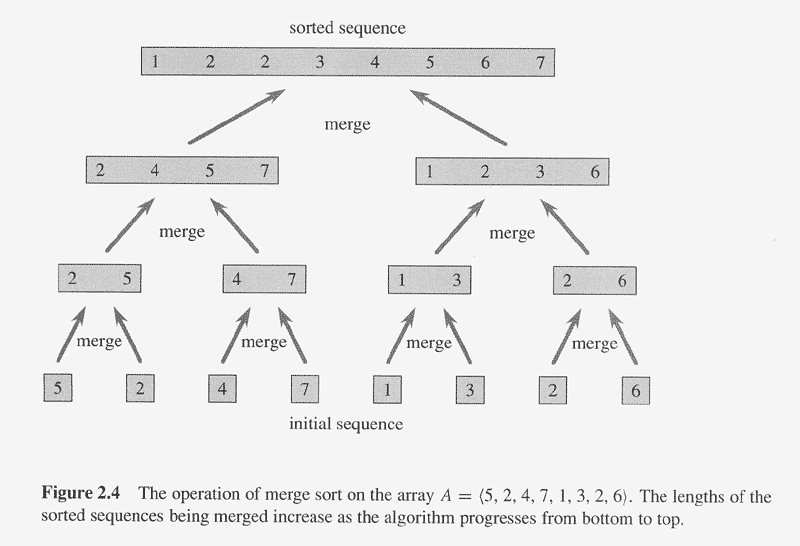 sorted sequence
1 2 2 3 4 5 6 7
merge
2 4 5 7 1 2 3 6
merge merge
2 5 4 7 1 3 2 6
merge merge merge merge
5 2 4 7 1 3 2 6
initial sequence
Figure 2.4 The operation of merge sort on the array A = ⟨5, 2, 4, 7, 1, 3, 2, 6⟩. The lengths of the
sorted sequences being merged increase as the algorithm progresses from bottom to top.